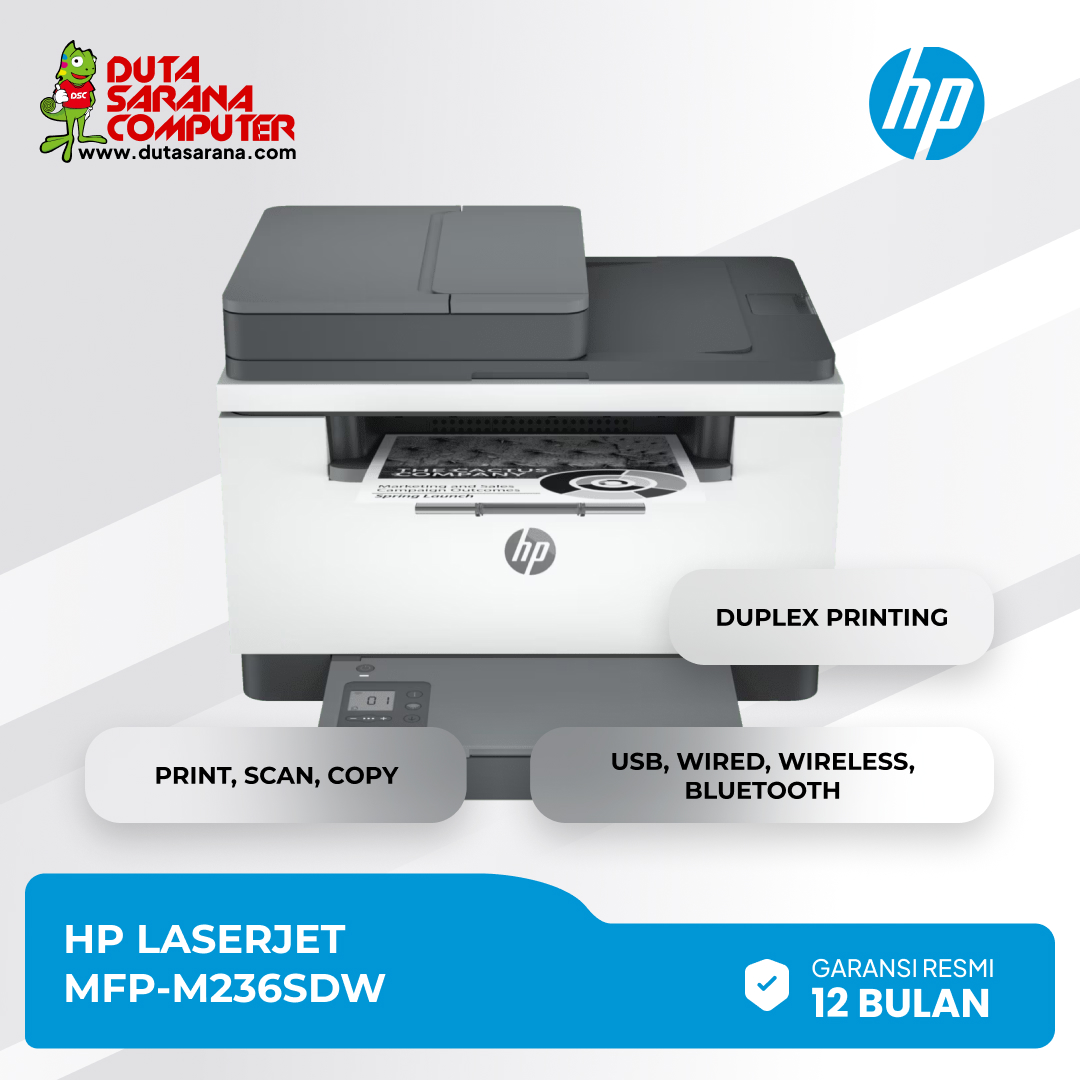 DUTA
SARANA
COMPUTER
www.dutasarana.com
DSC
hp
THE CACTUS
COMPANY
Marketing and Sales
Campaign Outcomes
Spring Launch
hp
DUPLEX PRINTING
01
PRINT, SCAN, COPY
USB, WIRED, WIRELESS,
BLUETOOTH
HP LASERJET
MFP-M236SDW
GARANSI RESMI
12 BULAN